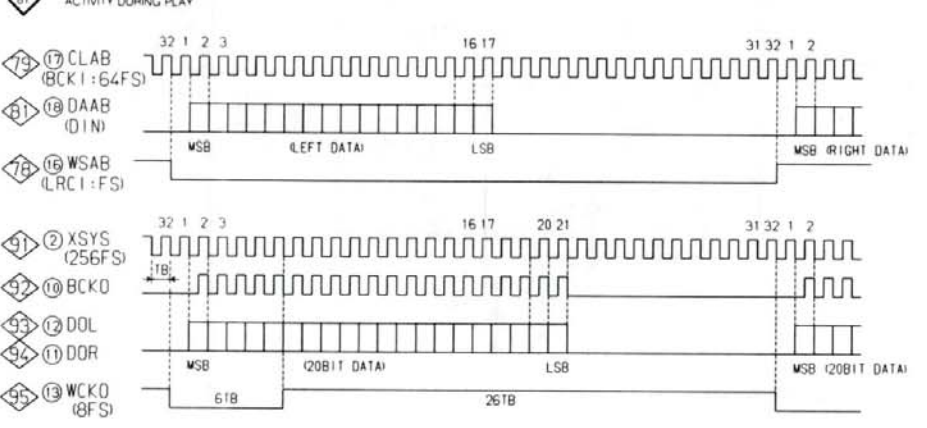 ACTIVITY DURING PLAY
32 1 2 3 16 17 31 32 1 2
79 17 CLAB
(BCKI:64FS)
81 18 DAAB
(DIN)
MSB (LEFT DATA) LSB MSB (RIGHT DATA)
78 16 WSAB
(LRCI:FS)
32 1 2 3 16 17 20 21 31 32 1 2
91 2 XSYS
(256FS)
TB
92 10 BCKO
93 12 DOL
94 11 DOR
MSB (20BIT DATA) LSB MSB (20BIT DATA)
95 13 WCKO
(8FS)
6TB 26TB